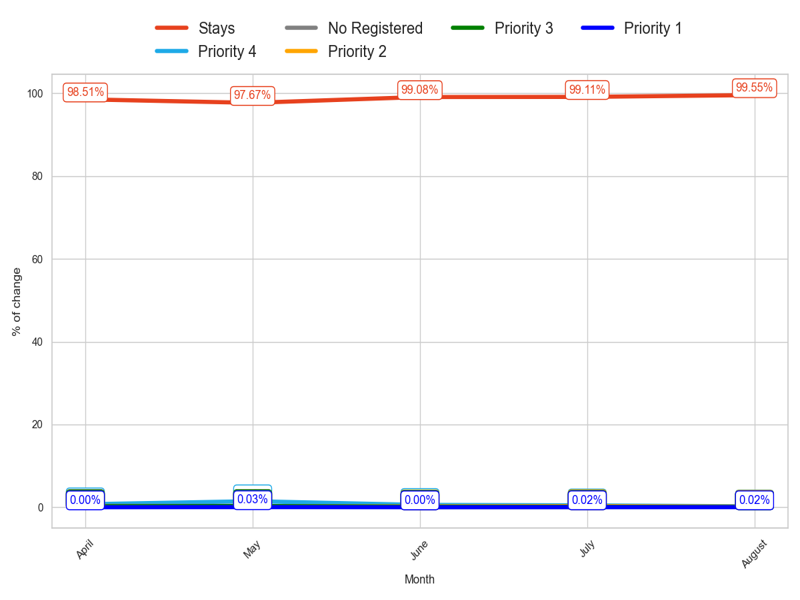 Stays No Registered Priority 3 Priority 1
Priority 4 Priority 2
% of change
100
80
60
40
20
0
98.51% 97.67% 99.08% 99.11% 99.55%
0.00% 0.03% 0.00% 0.02% 0.02%
April May June July August
Month